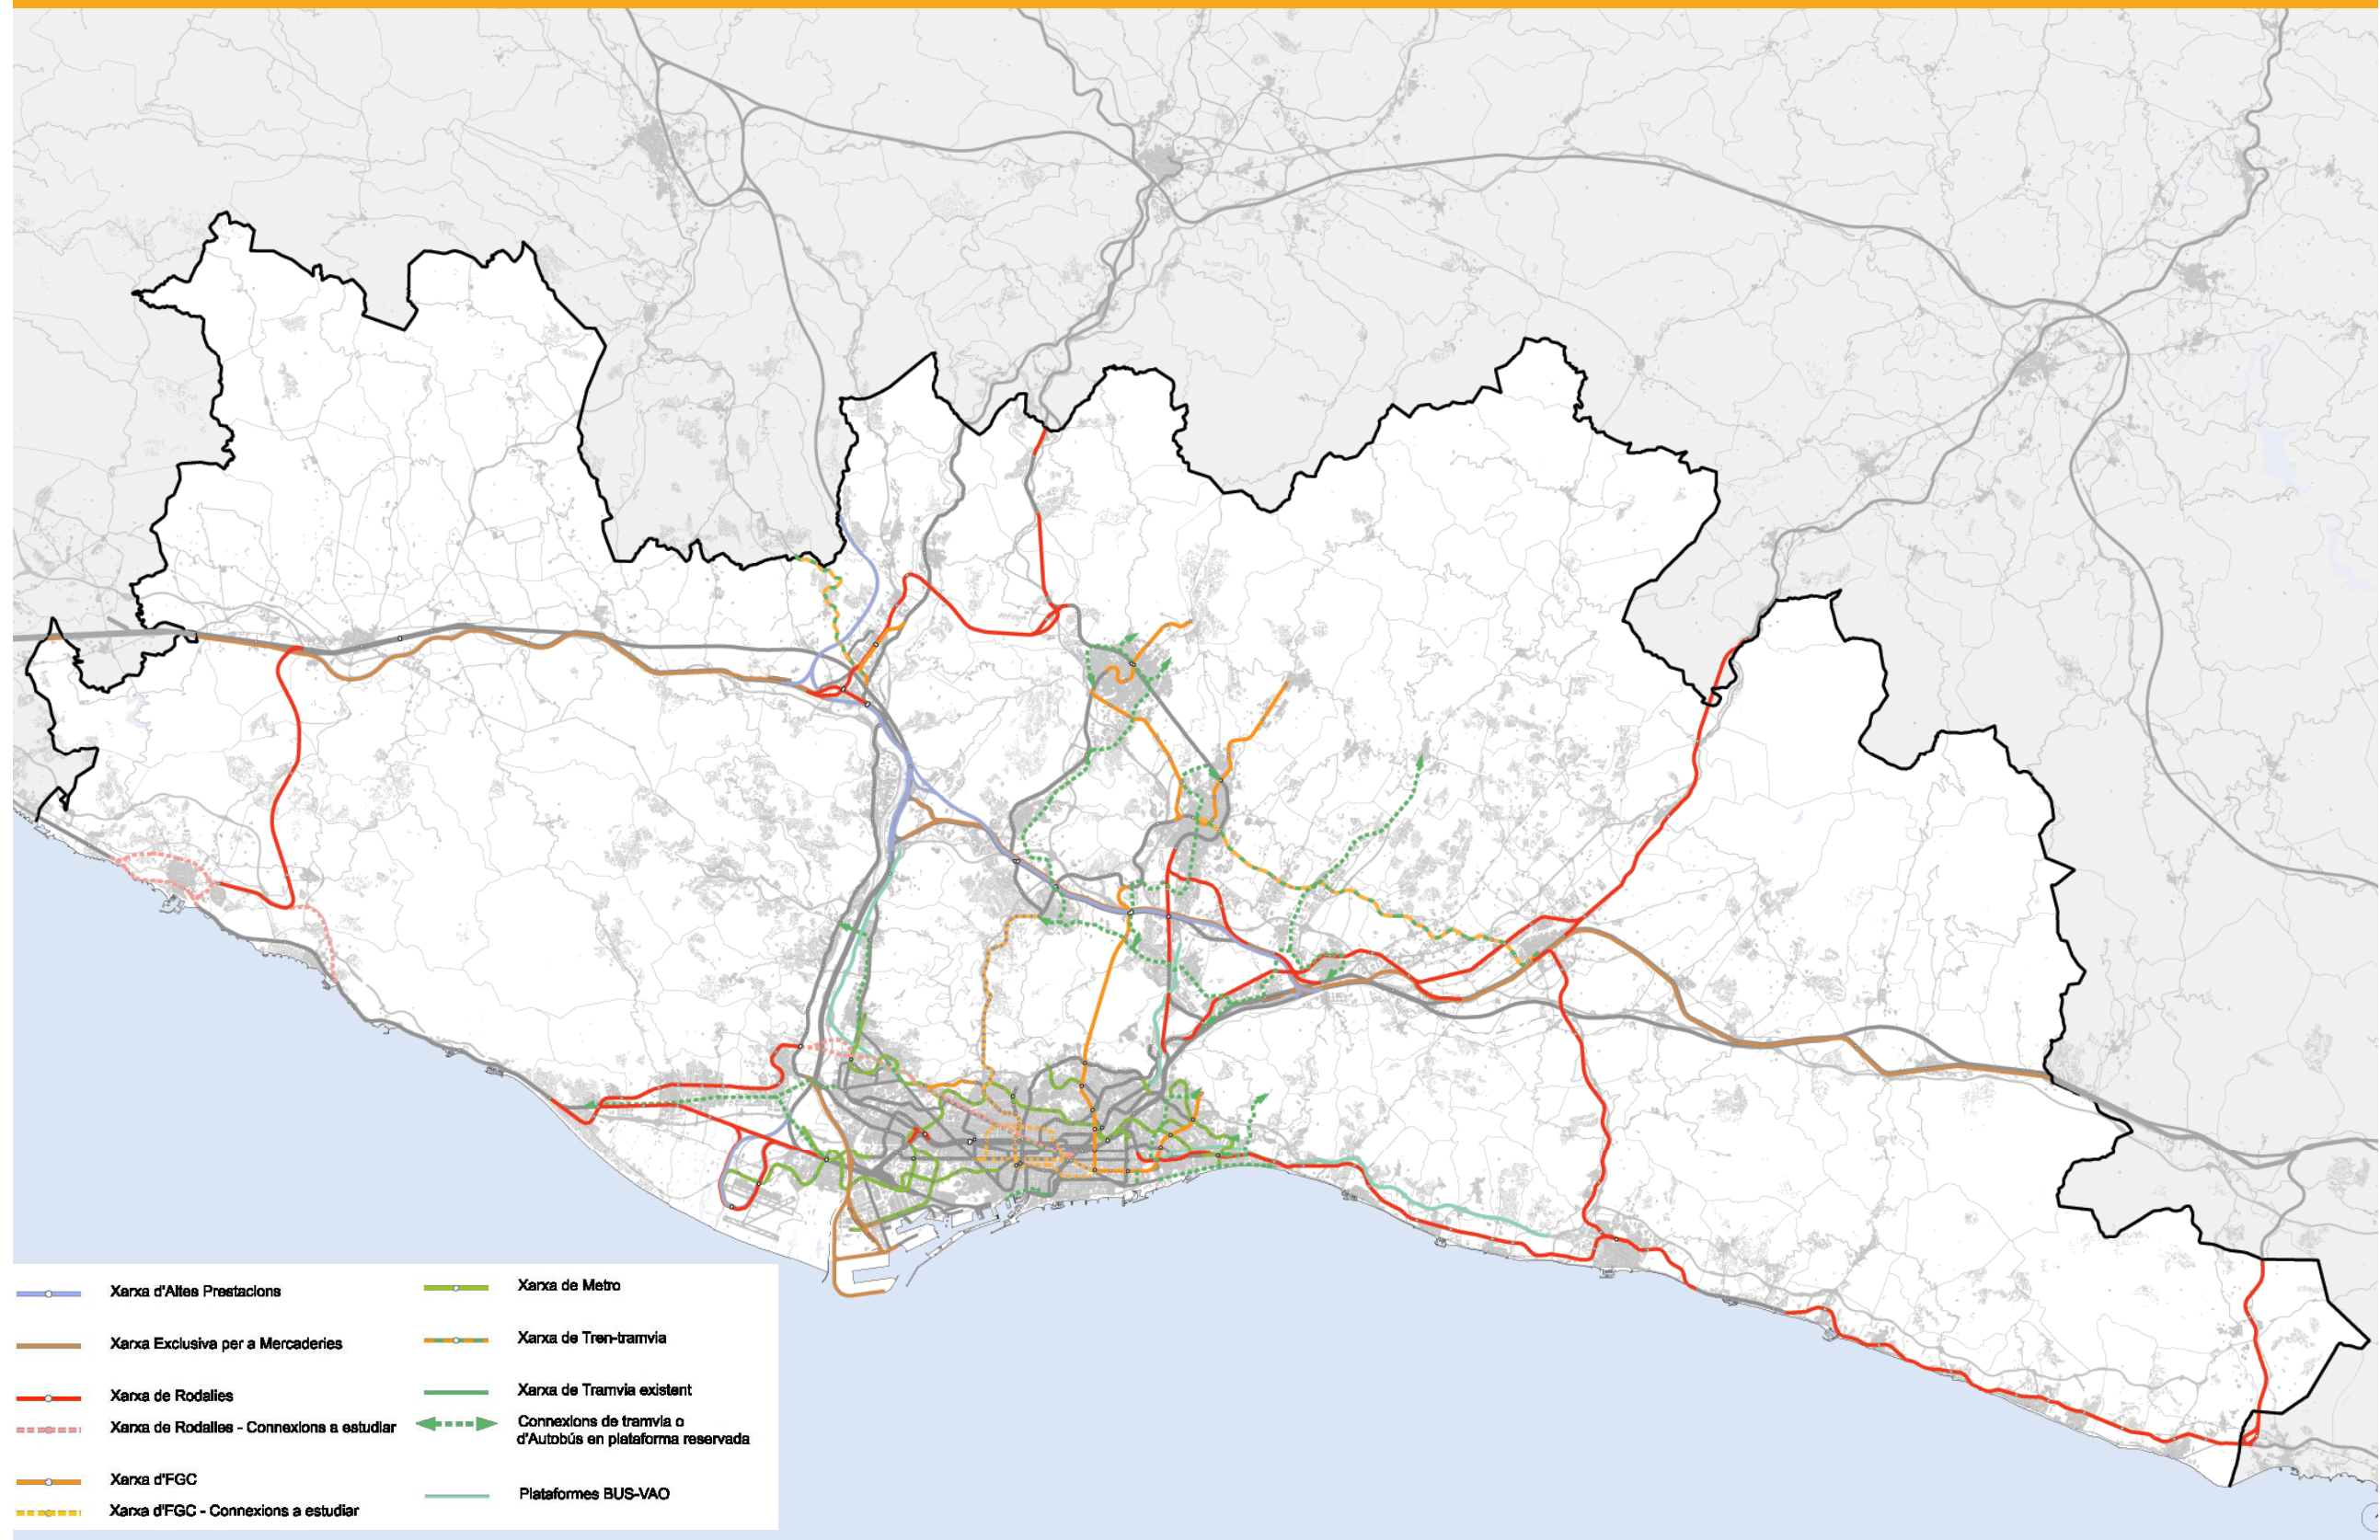 Xarxa d'Altes Prestacions
Xarxa Exclusiva per a Mercaderies
Xarxa de Rodalies
Xarxa de Rodalies - Connexions a estudiar
Xarxa d'FGC
Xarxa d'FGC - Connexions a estudiar
Xarxa de Metro
Xarxa de Tren-tramvia
Xarxa de Tramvia existent
Connexions de tramvia o
d'Autobús en plataforma reservada
Plataformes BUS-VAO